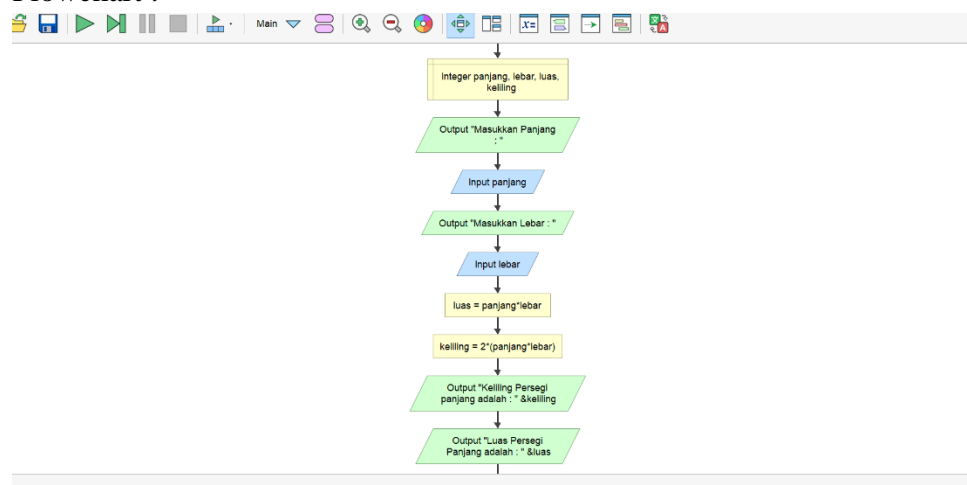 Main
Integer panjang, lebar, luas,
keliling
Output "Masukkan Panjang
: "
Input panjang
Output "Masukkan Lebar : "
Input lebar
luas = panjang*lebar
keliling = 2*(panjang*lebar)
Output "Keliling Persegi
panjang adalah : " &keliling
Output "Luas Persegi
Panjang adalah : " &luas